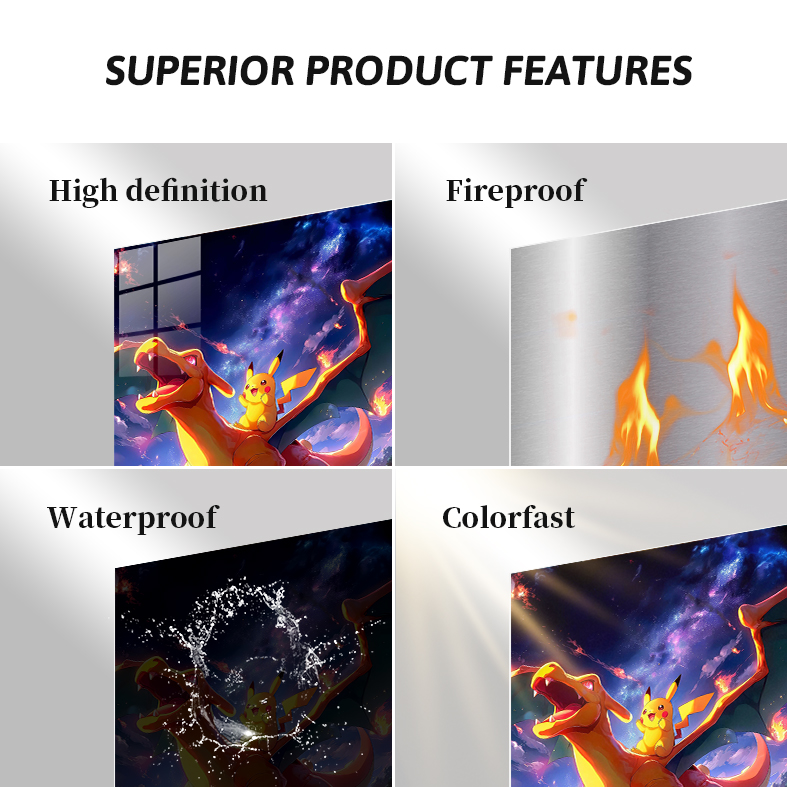 SUPERIOR PRODUCT FEATURES
High definition
Fireproof
Waterproof
Colorfast